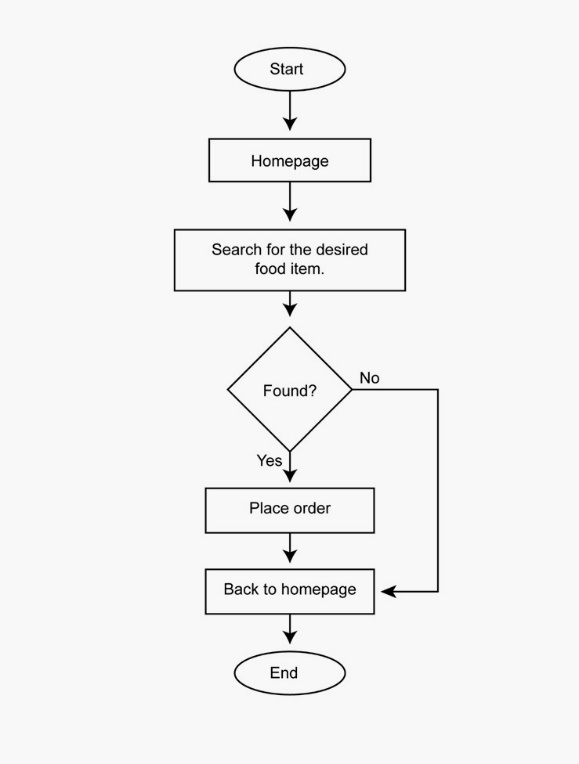 Start
Homepage
Search for the desired
food item.
Found?
No
Yes
Place order
Back to homepage
End